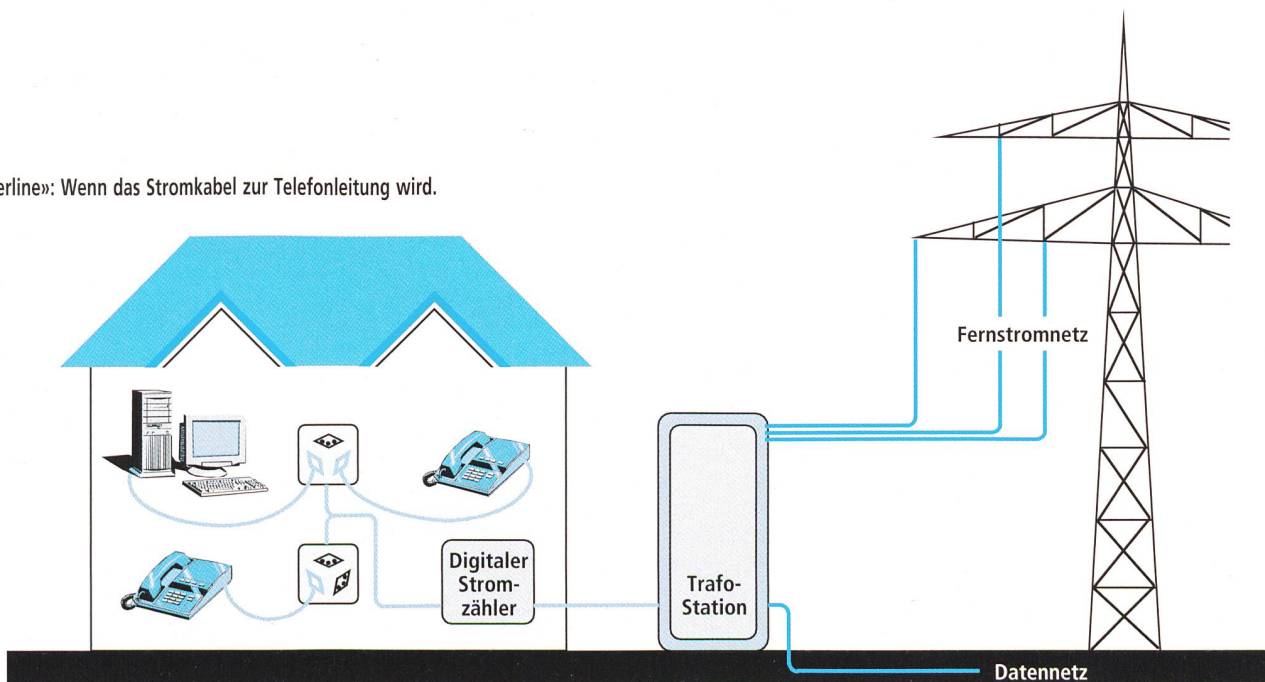 erline»: Wenn das Stromkabel zur Telefonleitung wird.
Fernstromnetz
Digitaler
Strom-
zähler
Trafo-
Station
Datennetz